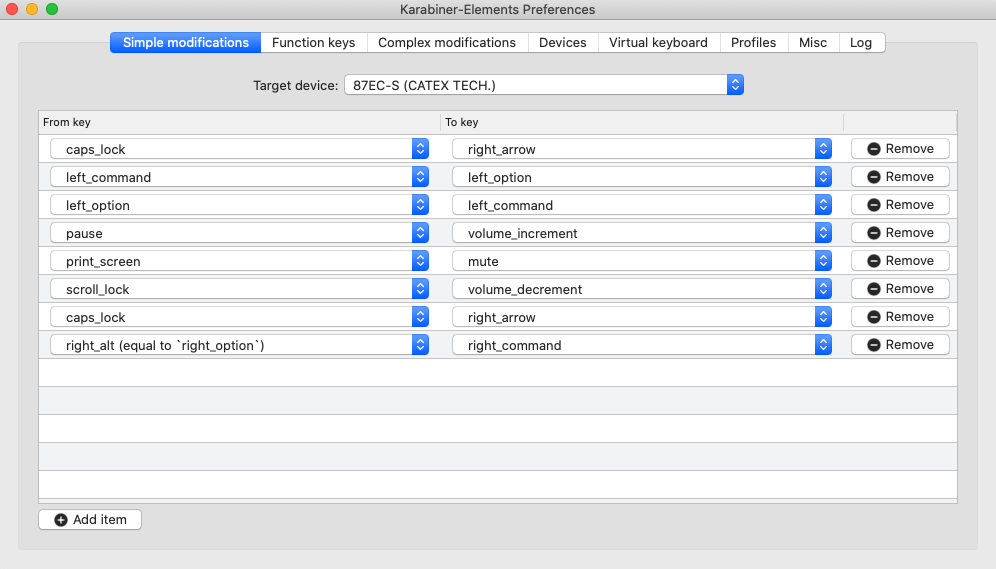 Karabiner-Elements Preferences
Simple modifications Function keys Complex modifications Devices Virtual keyboard Profiles Misc Log
Target device: 87EC-S (CATEX TECH.)
From key To key
caps_lock right_arrow Remove
left_command left_option Remove
left_option left_command Remove
pause volume_increment Remove
print_screen mute Remove
scroll_lock volume_decrement Remove
caps_lock right_arrow Remove
right_alt (equal to `right_option`) right_command Remove
Add item